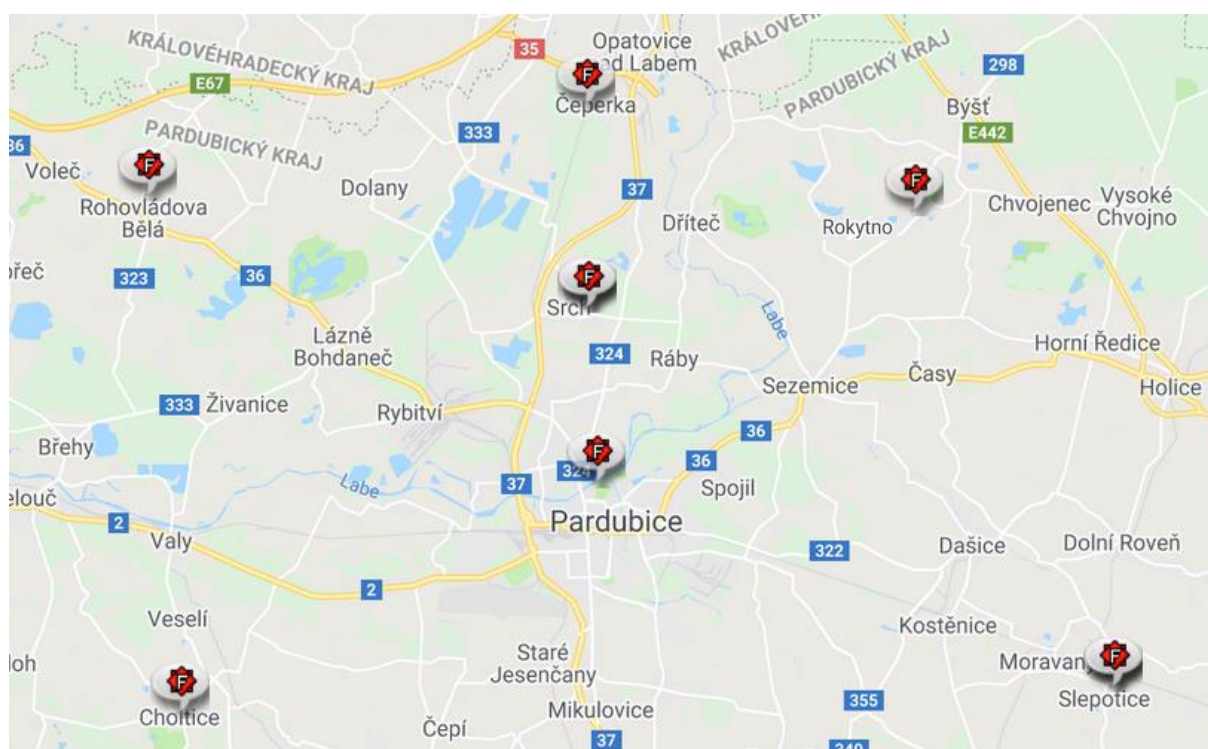 KRÁLOVÉHRADECKÝ KRAJ
35
Opatovice
ed Labem
298
E67
PARDUBICKÝ KRAJ
Čeperka
Býšť
333
E442
36
PARDUBICKÝ KRAJ
Voleč
F
F
F
Dolany
37
Rohovládova
Bělá
Dříteč
Rokytno
Chvojenec
Vysoké
Chvojno
323
36
F
Srch
Labe
Lázně
Bohdaneč
324
Ráby
Horní Ředice
Sezemice
Časy
Holice
333
Živanice
Rybitví
36
Břehy
F
36
Labe
37
Spojil
2
Pardubice
Valy
322
Dašice
Dolní Roveň
2
Veselí
Kostěnice
Staré
Jesenčany
F
Moravany
F
Slepotice
Choltice
355
Mikulovice
Čepí
37